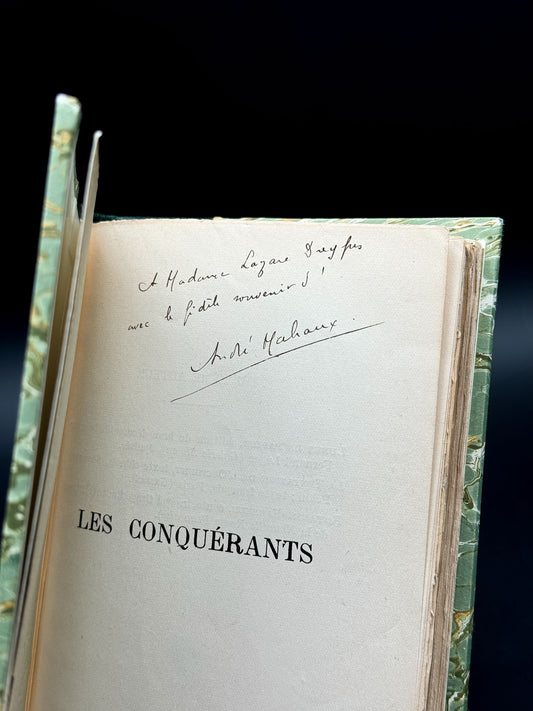 A Madame Lazare Dreyfus
avec le fidèle souvenir d'
André Malraux.
LES CONQUÉRANTS